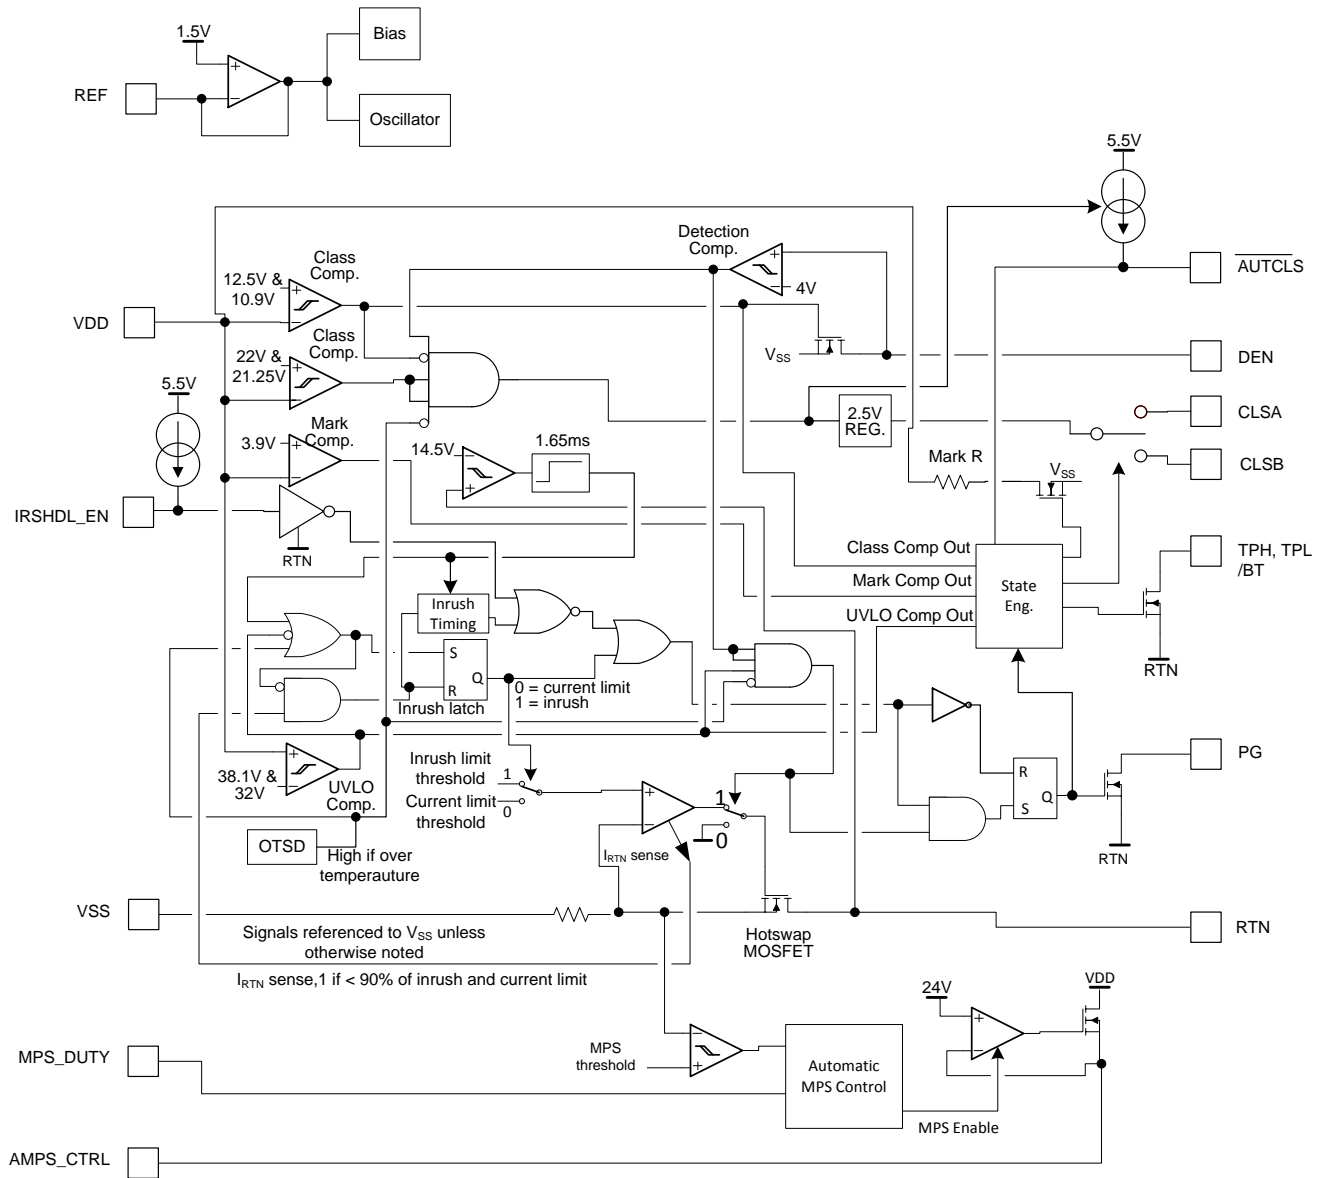 1.5V
Bias
REF
+
−
Oscillator
5.5V
AUTCLS
Detection
Comp.
+
−
4V
Class
Comp.
12.5V &
10.9V
+
−
VDD
Class
Comp.
22V &
21.25V
+
−
VSS
DEN
5.5V
2.5V
REG.
CLSA
CLSB
Mark
Comp.
3.9V
+
−
14.5V
−
+
1.65ms
Mark R
VSS
IRSHDL_EN
RTN
Class Comp Out
Mark Comp Out
UVLO Comp Out
State
Eng.
TPH, TPL
/BT
RTN
Inrush
Timing
S
R
Q
Inrush latch
0 = current limit
1 = inrush
38.1V &
32V
+
−
UVLO
Comp.
Inrush limit
threshold
1
Current limit
threshold
0
+
−
1
0
R
S
Q
PG
RTN
OTSD
High if over
temperauture
IRTN sense
VSS
Signals referenced to VSS unless
otherwise noted
Hotswap
MOSFET
RTN
IRTN sense,1 if < 90% of inrush and current limit
24V
VDD
+
−
MPS_DUTY
MPS
threshold
−
+
Automatic
MPS Control
MPS Enable
AMPS_CTRL